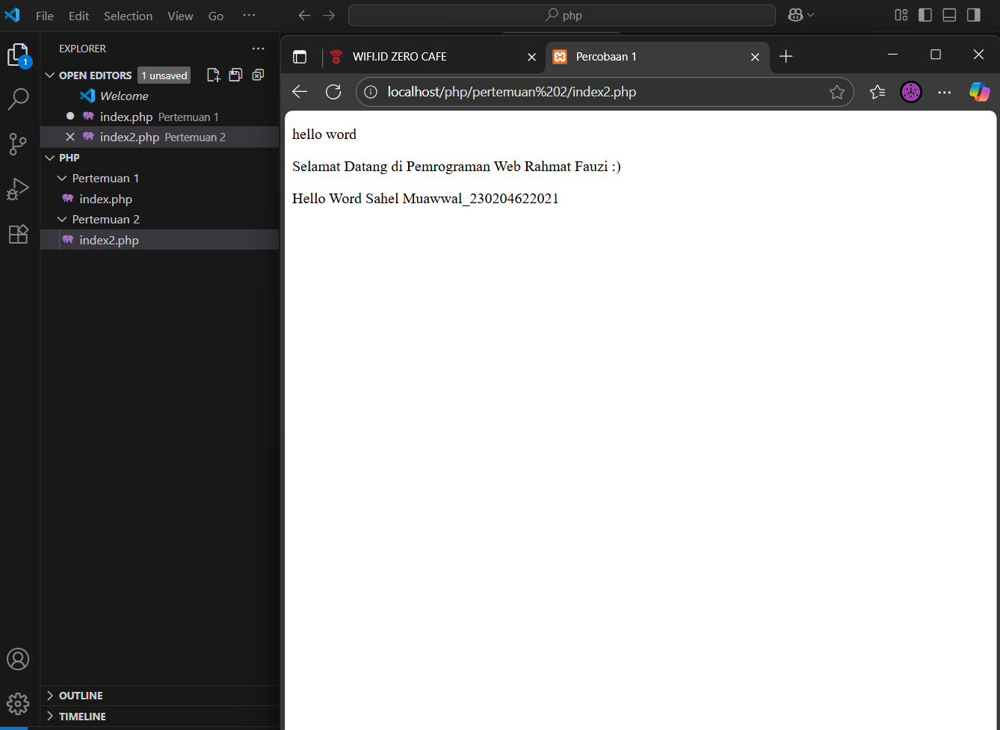 File Edit Selection View Go ···
php
EXPLORER ···
OPEN EDITORS 1 unsaved
Welcome
index.php Pertemuan 1
index2.php Pertemuan 2
PHP
Pertemuan 1
index.php
Pertemuan 2
index2.php
OUTLINE
TIMELINE
1
WIFI.ID ZERO CAFE
Percobaan 1
localhost/php/pertemuan%202/index2.php
hello word
Selamat Datang di Pemrograman Web Rahmat Fauzi :)
Hello Word Sahel Muawwal_230204622021